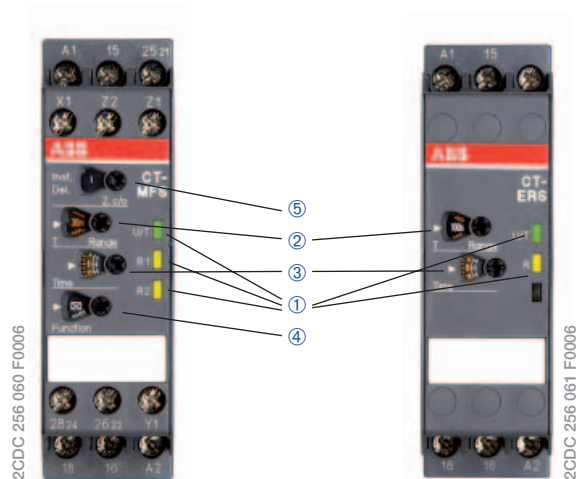 A1 15 25 21
X1 Z2 Z1
ABB
Inst.
Del.
2. c/o
CT-
MFS
T Range
U/T
R1
Time
R2
Function
28 24 26 22 Y1
18 16 A2
⑤
②
③
①
④
A1 15
ABB
CT-
ERS
100h
T Range
U/T
R
Time
18 16 A2
2CDC 256 060 F0006
2CDC 256 061 F0006